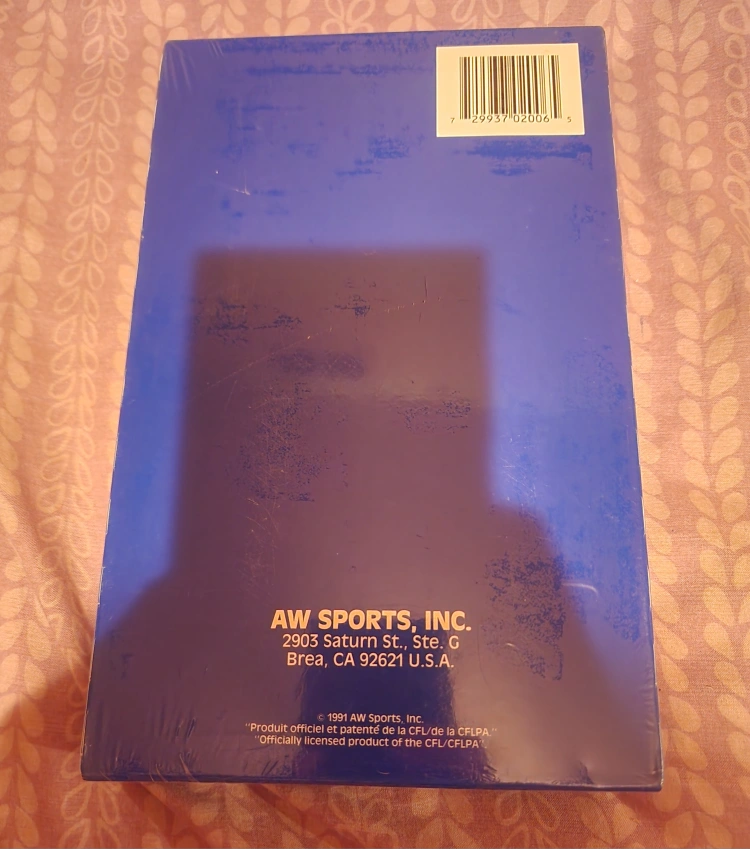 7 29937 02006 5
AW SPORTS, INC.
2903 Saturn St., Ste. G
Brea, CA 92621 U.S.A.
© 1991 AW Sports, Inc.
"Produit officiel et patenté de la CFL/de la CFLPA."
"Officially licensed product of the CFL/CFLPA".